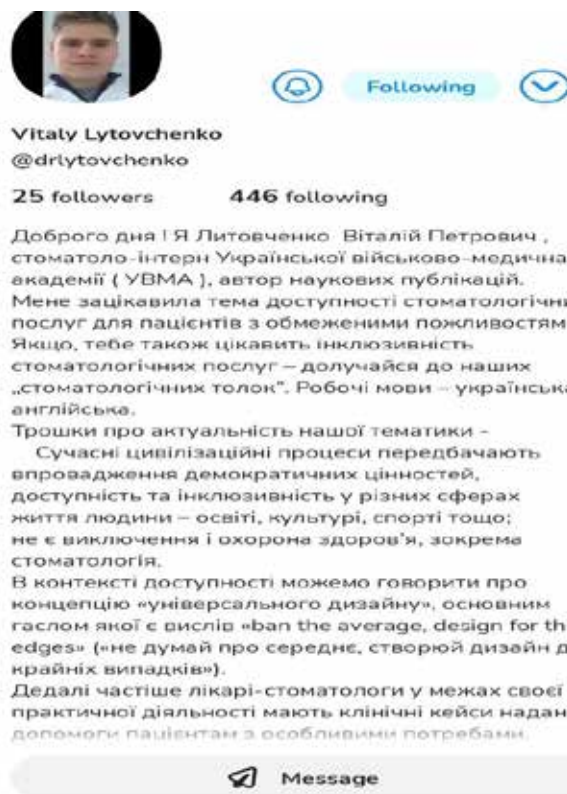 Following
Vitaly Lytovchenko
@drlytovchenko
25 followers 446 following
Доброго дня ! Я Литовченко Віталій Петрович ,
стоматоло-інтерн Української військово-медична
академії ( УВМА ), автор наукових публікацій.
Мене зацікавила тема доступності стоматологічни
послуг для пацієнтів з обмеженими пожливостям
Якщо, тебе також цікавить інклюзивність
стоматологічних послуг – долучайся до наших
„стоматологічних толок". Робочі мови – українська
англійська.
Трошки про актуальність нашої тематики –
Сучасні цивілізаційні процеси передбачають
впровадження демократичних цінностей,
доступність та інклюзивність у різних сферах
життя людини – освіті, культурі, спорті тощо;
не є виключення і охорона здоров'я, зокрема
стоматологія.
В контексті доступності можемо говорити про
концепцію «універсального дизайну», основним
гаслом якої є вислів «ban the average, design for th
edges» («не думай про середнє, створюй дизайн д
крайніх випадків»).
Дедалі частіше лікарі-стоматологи у межах своєї
практичної діяльності мають клінічні кейси надан
допомоги пацієнтам з особливими потребами.
Message